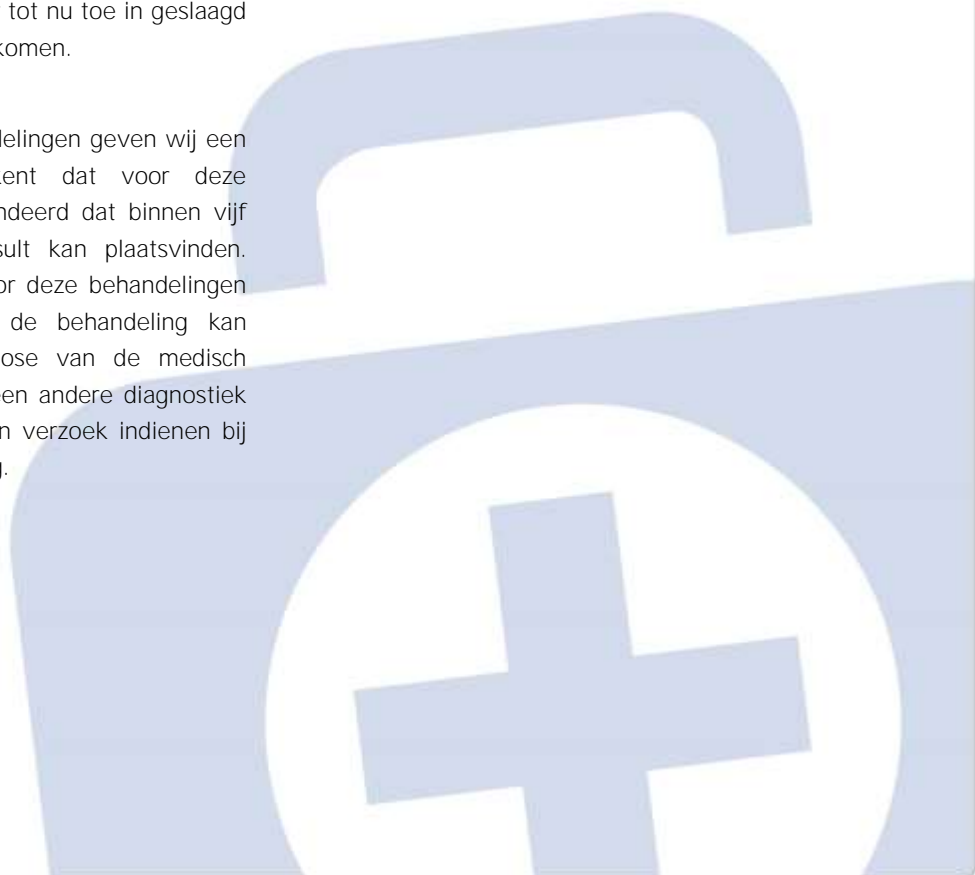 tot nu toe in geslaagd
komen.
delingen geven wij een
ent dat voor deze
ndeerd dat binnen vijf
sult kan plaatsvinden.
or deze behandelingen
de behandeling kan
ose van de medisch
en andere diagnostiek
n verzoek indienen bij